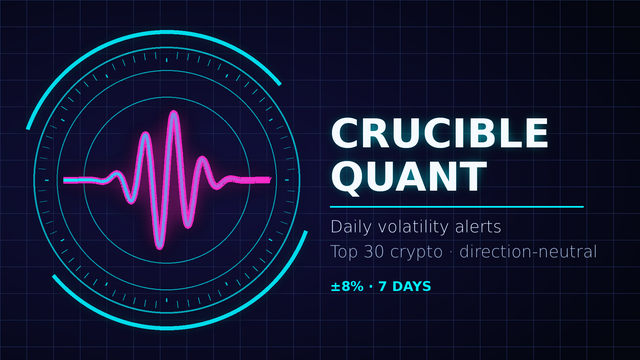 CRUCIBLE
QUANT
Daily volatility alerts
Top 30 crypto · direction-neutral
±8% · 7 DAYS